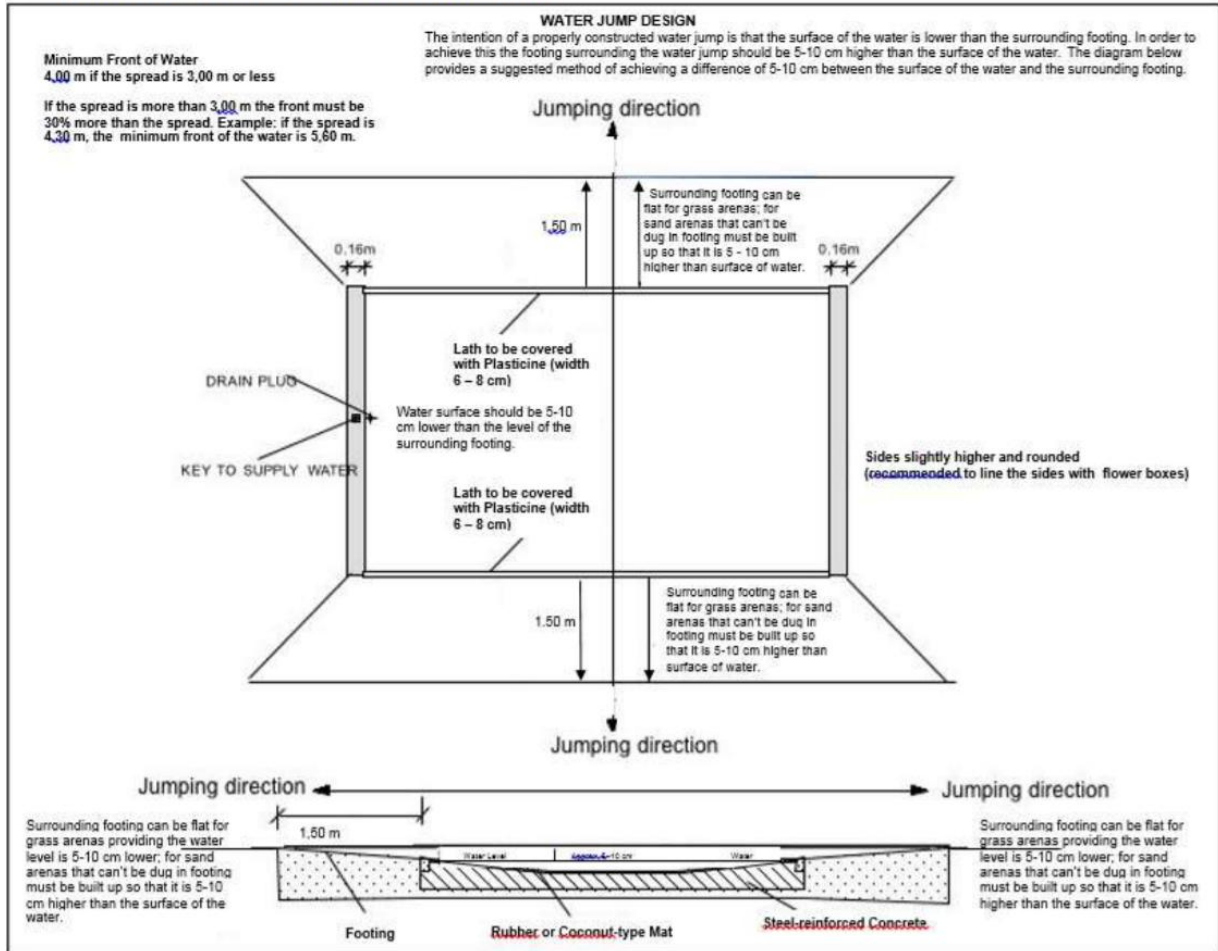 WATER JUMP DESIGN
The intention of a properly constructed water jump is that the surface of the water is lower than the surrounding footing. In order to
achieve this the footing surrounding the water jump should be 5-10 cm higher than the surface of the water. The diagram below
provides a suggested method of achieving a difference of 5-10 cm between the surface of the water and the surrounding footing.
Minimum Front of Water
4,00 m if the spread is 3,00 m or less
If the spread is more than 3,00 m the front must be
30% more than the spread. Example: if the spread is
4,30 m, the minimum front of the water is 5,60 m.
Jumping direction
1,50 m
Surrounding footing can be
flat for grass arenas; for
sand arenas that can't be
dug in footing must be built
up so that it is 5 - 10 cm
higher than surface of water.
0.16m
0.16m
Lath to be covered
with Plasticine (width
6 – 8 cm)
DRAIN PLUG
Water surface should be 5-10
cm lower than the level of the
surrounding footing.
KEY TO SUPPLY WATER
Sides slightly higher and rounded
(recommended to line the sides with flower boxes)
Lath to be covered
with Plasticine (width
6 – 8 cm)
1.50 m
Surrounding footing can be
flat for grass arenas; for sand
arenas that can't be dug in
footing must be built up so
that it is 5-10 cm higher than
surface of water.
Jumping direction
Jumping direction
Jumping direction
Surrounding footing can be flat for
grass arenas providing the water
level is 5-10 cm lower; for sand
arenas that can't be dug in footing
must be built up so that it is 5-10
cm higher than the surface of the
water.
1,50 m
Water Level
-10 cm
Water
Surrounding footing can be flat for
grass arenas providing the water
level is 5-10 cm lower; for sand
arenas that can't be dug in footing
must be built up so that it is 5-10 cm
higher than the surface of the water.
Footing
Rubber or Coconut-type Mat
Steel-reinforced Concrete